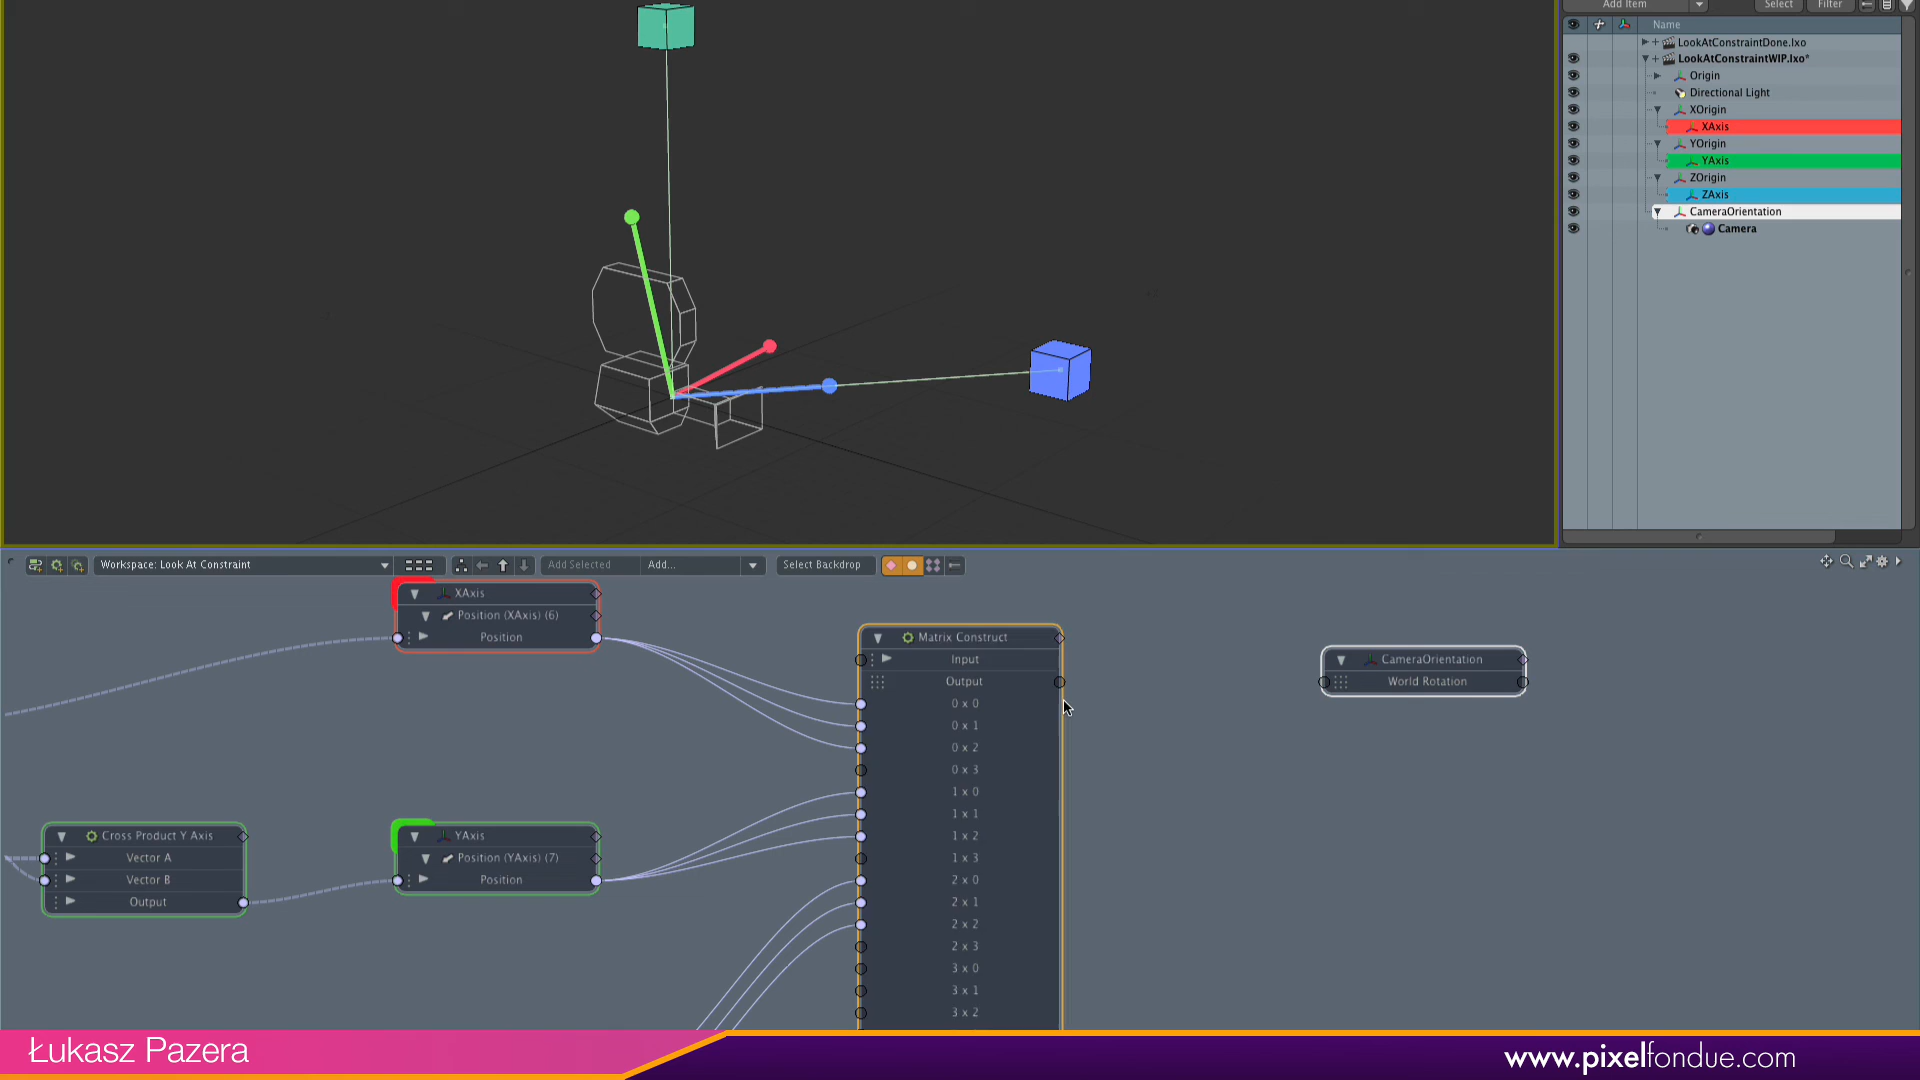 Add Item
Select
Filter
Name
LookAtConstraintDone.lxo
LookAtConstraintWIP.lxo*
Origin
Directional Light
XOrigin
XAxis
YOrigin
YAxis
ZOrigin
ZAxis
CameraOrientation
Camera
Workspace: Look At Constraint
Add Selected
Add...
Select Backdrop
XAxis
Position (XAxis) (6)
Position
Matrix Construct
Input
Output
0 x 0
0 x 1
0 x 2
0 x 3
1 x 0
1 x 1
1 x 2
1 x 3
2 x 0
2 x 1
2 x 2
2 x 3
3 x 0
3 x 1
3 x 2
CameraOrientation
World Rotation
Cross Product Y Axis
Vector A
Vector B
Output
YAxis
Position (YAxis) (7)
Position
Łukasz Pazera
www.pixelfondue.com